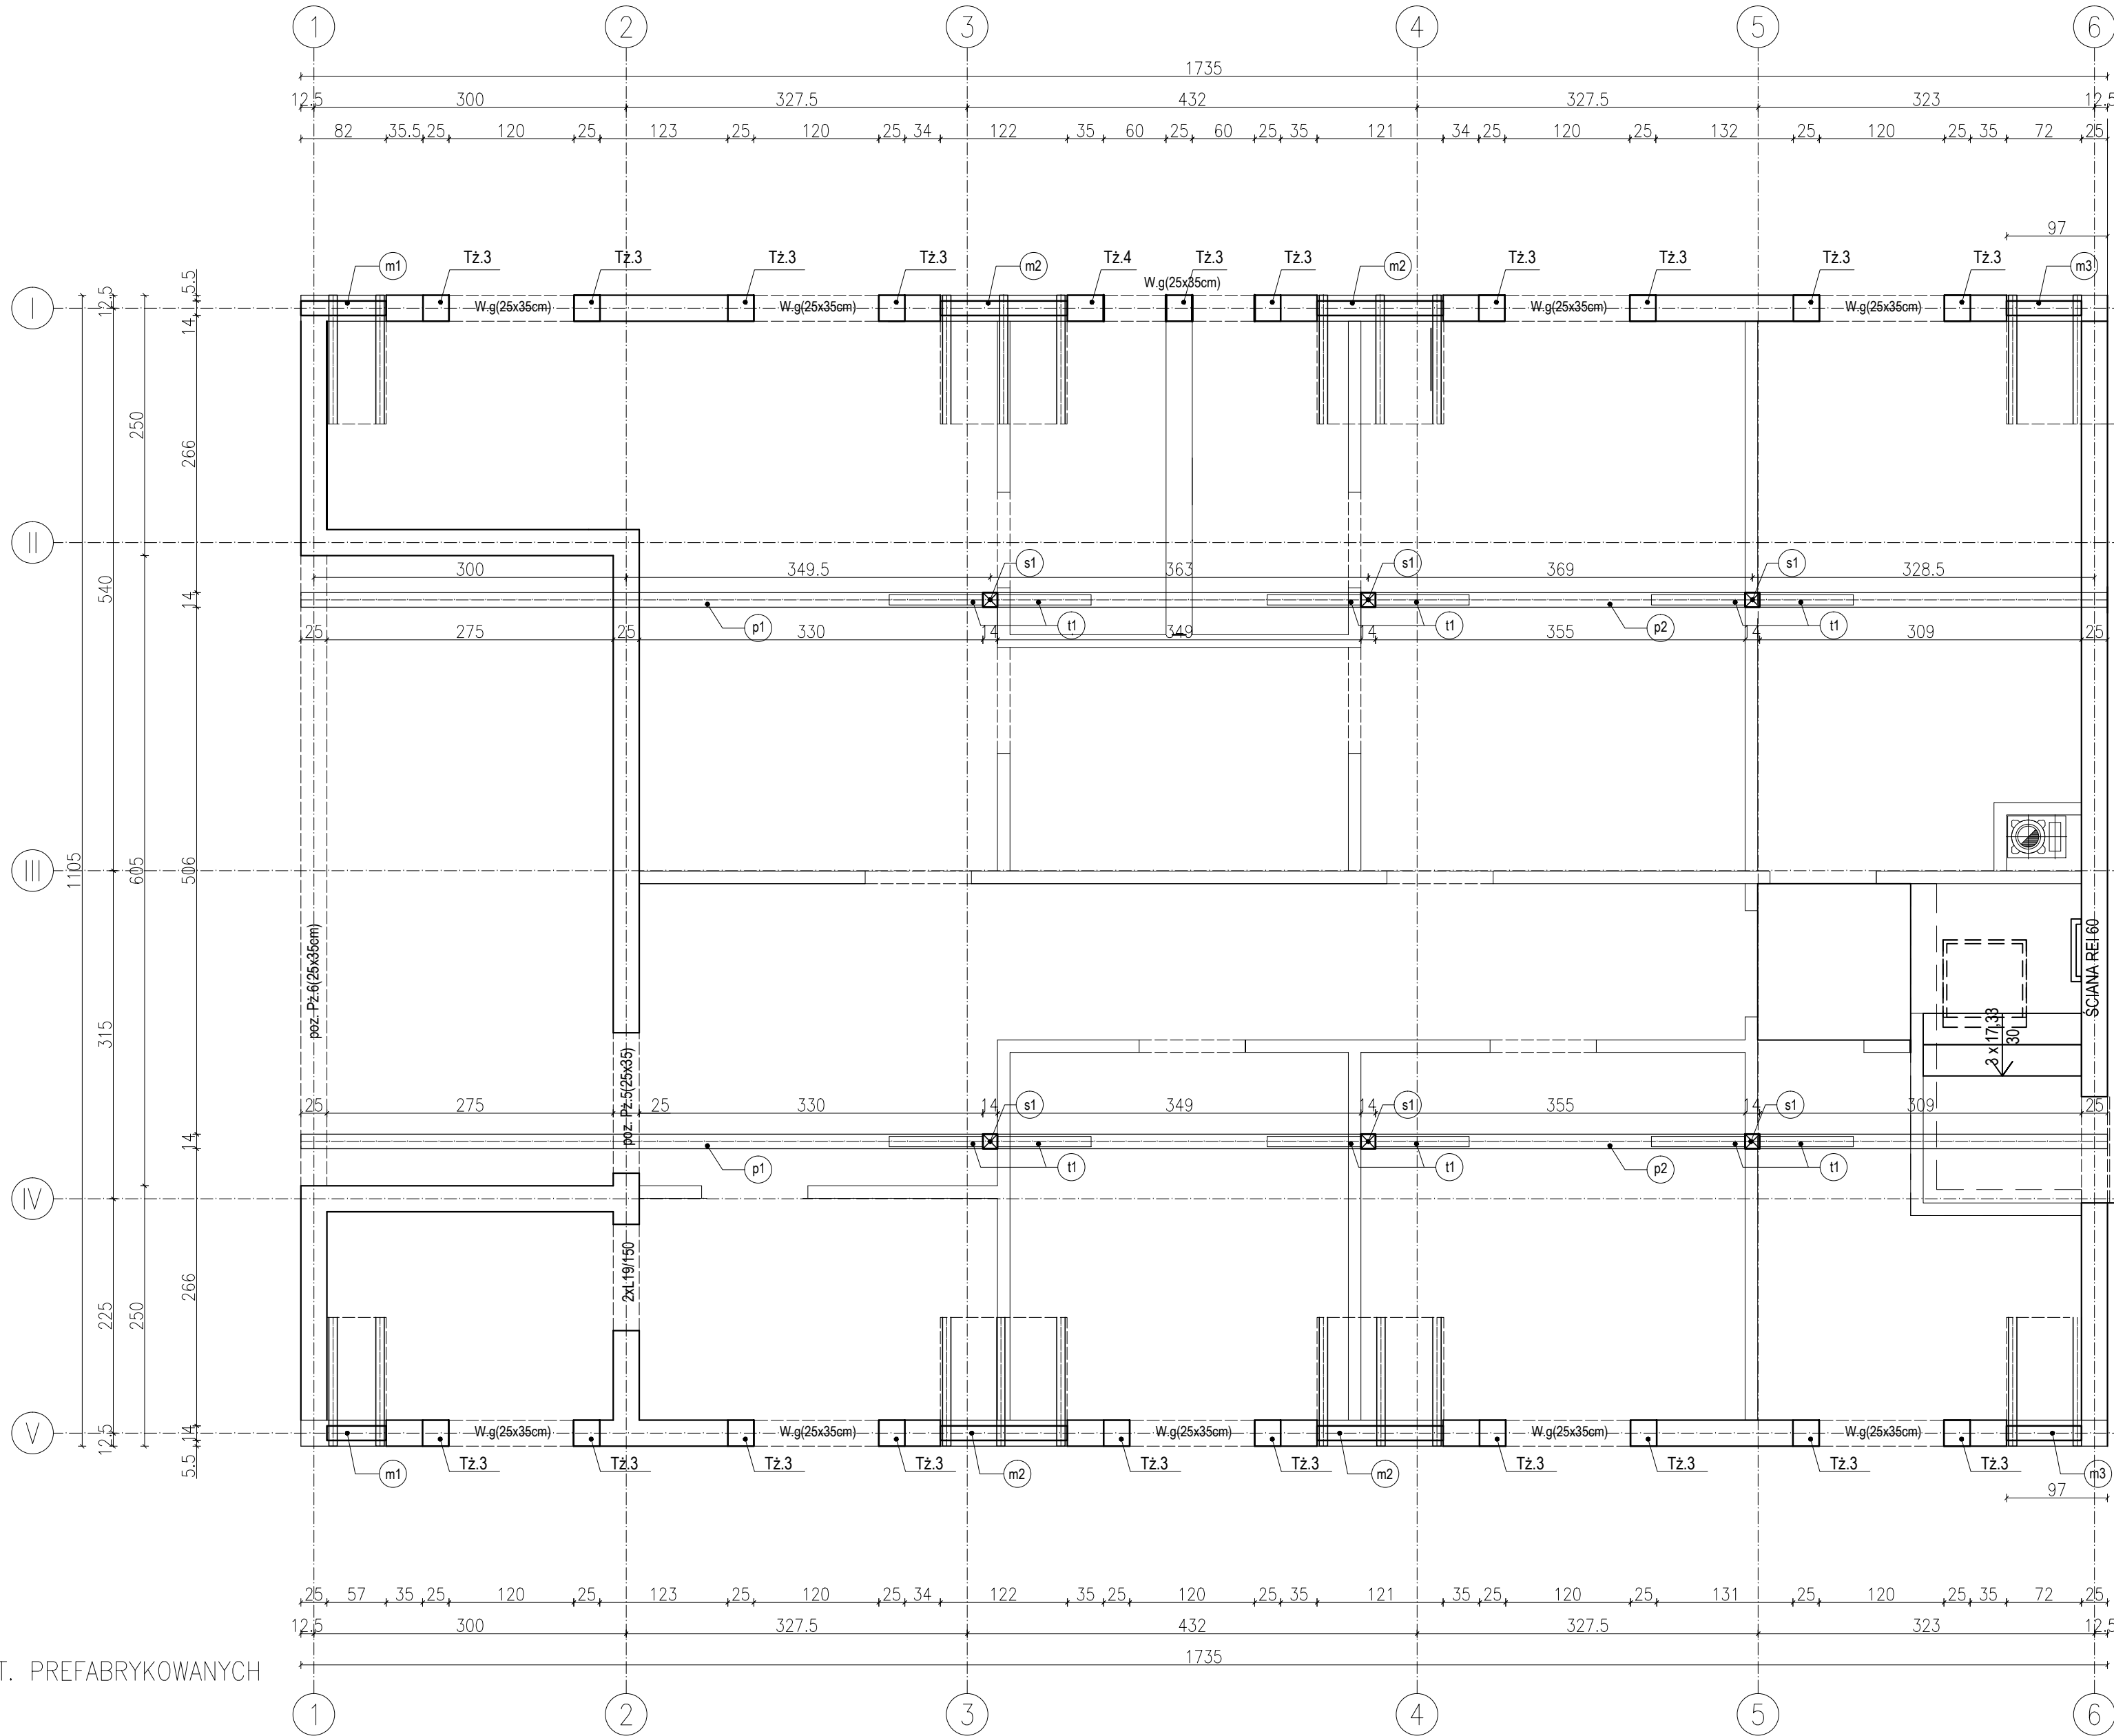 1 2 3 4 5 6
1735
12.5 300 327.5 432 327.5 323 12.5
82 35.5 25 120 25 123 25 120 25 34 122 35 60 25 60 25 35 121 34 25 120 25 132 25 120 25 35 72 25
97
m1 Tż.3 Tż.3 Tż.3 Tż.3 m2 Tż.4 Tż.3 Tż.3 m2 Tż.3 Tż.3 Tż.3 Tż.3 m3
W.g(25x35cm)
I W.g(25x35cm) W.g(25x35cm) W.g(25x35cm) W.g(25x35cm)
12.5 5.5
14
250 266
II
s1 s1 s1
300 349.5 363 369 328.5
540 14
p1 t1 t1 p2 t1
25 275 25 330 14 349 14 355 14 309 25
III
1105 605 506
poz. Pż.6(25x35cm)
ŚCIANA REI 60
315
3 x 17,33
30
poz. Pż.5(25x35)
25 275 25 330 14 s1 349 14 s1 355 14 s1 309 25
14
p1 t1 t1 p2 t1
IV
2xL19/150
225 250 266
V W.g(25x35cm) W.g(25x35cm) W.g(25x35cm) W.g(25x35cm) W.g(25x35cm)
12.5 14
5.5
m1 Tż.3 Tż.3 Tż.3 Tż.3 m2 Tż.3 Tż.3 m2 Tż.3 Tż.3 Tż.3 Tż.3 m3
97
25 57 35 25 120 25 123 25 120 25 34 122 35 25 120 25 35 121 35 25 120 25 131 25 120 25 35 72 25
12.5 300 327.5 432 327.5 323 12.5
1735
T. PREFABRYKOWANYCH
1 2 3 4 5 6